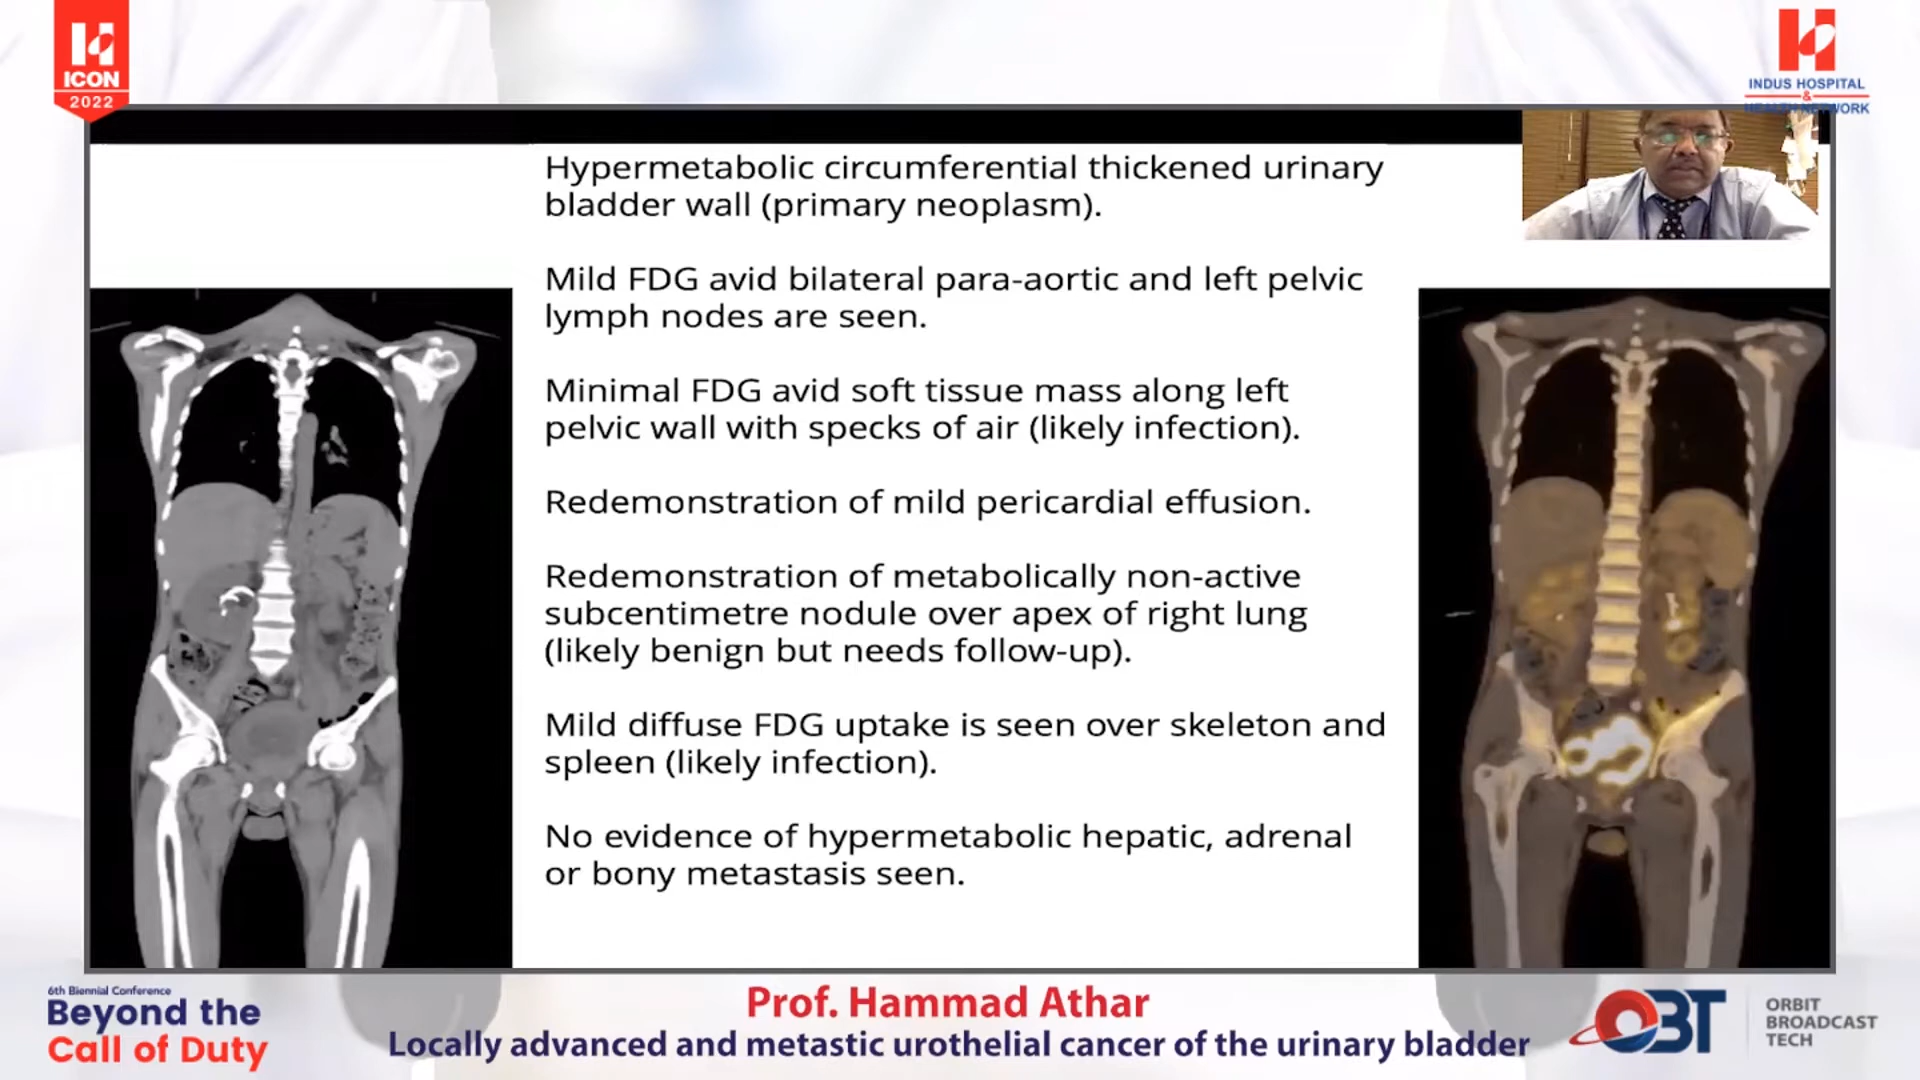 ICON
2022
INDUS HOSPITAL
&
HEALTH NETWORK
Hypermetabolic circumferential thickened urinary
bladder wall (primary neoplasm).
Mild FDG avid bilateral para-aortic and left pelvic
lymph nodes are seen.
Minimal FDG avid soft tissue mass along left
pelvic wall with specks of air (likely infection).
Redemonstration of mild pericardial effusion.
Redemonstration of metabolically non-active
subcentimetre nodule over apex of right lung
(likely benign but needs follow-up).
Mild diffuse FDG uptake is seen over skeleton and
spleen (likely infection).
No evidence of hypermetabolic hepatic, adrenal
or bony metastasis seen.
6th Biennial Conference
Beyond the
Call of Duty
Prof. Hammad Athar
Locally advanced and metastic urothelial cancer of the urinary bladder
OBT
ORBIT
BROADCAST
TECH